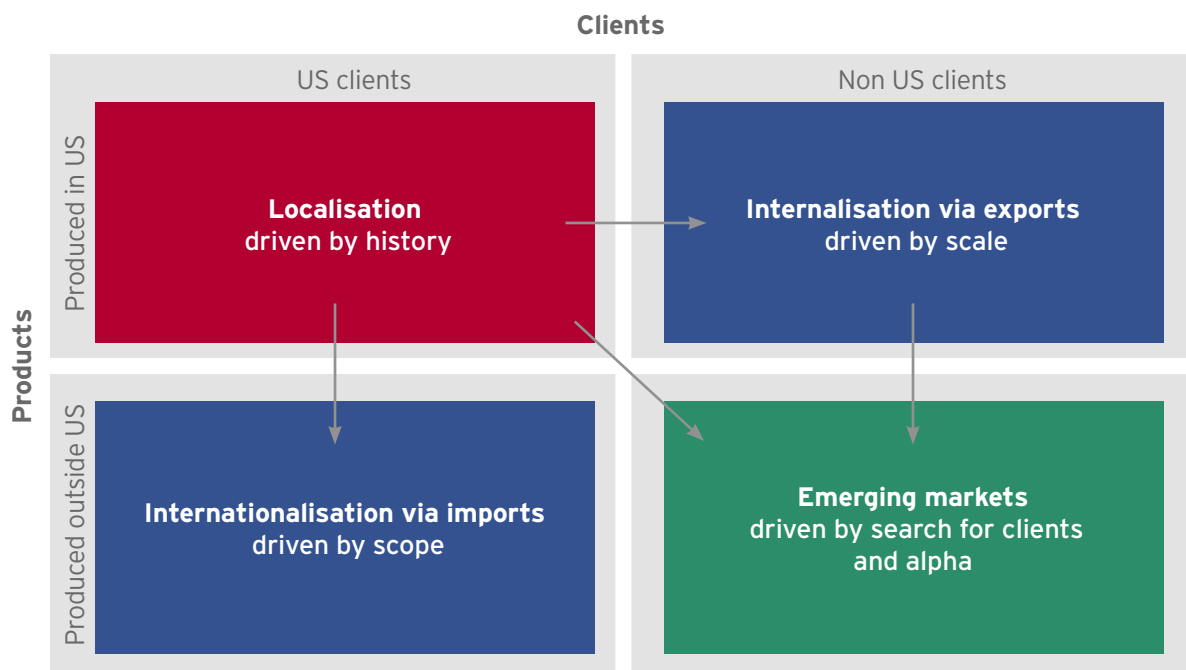 Clients
US clients
Non US clients
Products
Produced in US
Localisation
driven by history
Internalisation via exports
driven by scale
Produced outside US
Internationalisation via imports
driven by scope
Emerging markets
driven by search for clients
and alpha